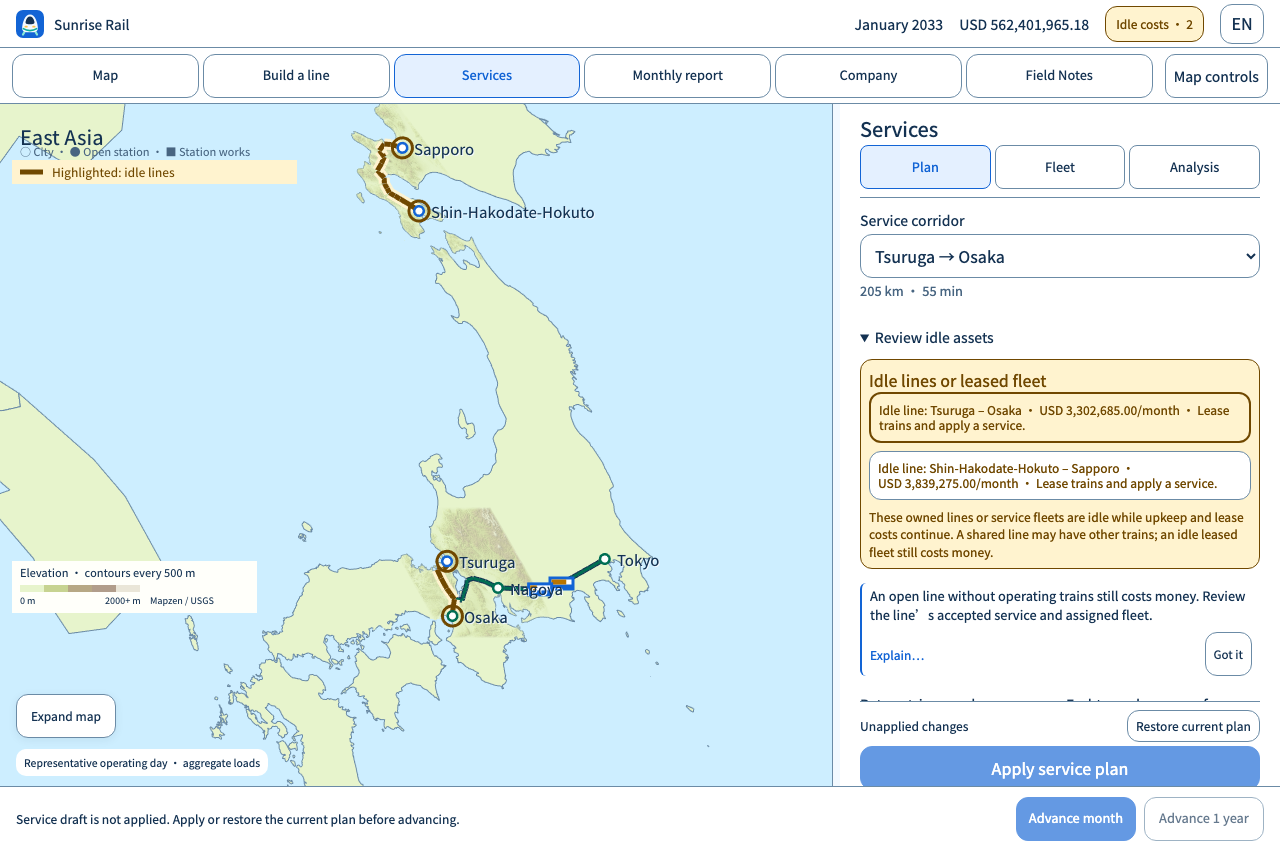 Sunrise Rail
January 2033 USD 562,401,965.18 Idle costs • 2 EN
Map Build a line Services Monthly report Company Field Notes Map controls
East Asia
City • Open station • Station works
Highlighted: idle lines
Sapporo
Shin-Hakodate-Hokuto
Tsuruga
Tokyo
Nagoya
Osaka
Elevation • contours every 500 m
0 m 2000+ m Mapzen / USGS
Expand map
Representative operating day • aggregate loads
Services
Plan Fleet Analysis
Service corridor
Tsuruga → Osaka
205 km • 55 min
▼ Review idle assets
Idle lines or leased fleet
Idle line: Tsuruga – Osaka • USD 3,302,685.00/month • Lease
trains and apply a service.
Idle line: Shin-Hakodate-Hokuto – Sapporo •
USD 3,839,275.00/month • Lease trains and apply a service.
These owned lines or service fleets are idle while upkeep and lease
costs continue. A shared line may have other trains; an idle leased
fleet still costs money.
An open line without operating trains still costs money. Review
the line’s accepted service and assigned fleet.
Explain…
Got it
Unapplied changes
Restore current plan
Apply service plan
Service draft is not applied. Apply or restore the current plan before advancing.
Advance month Advance 1 year